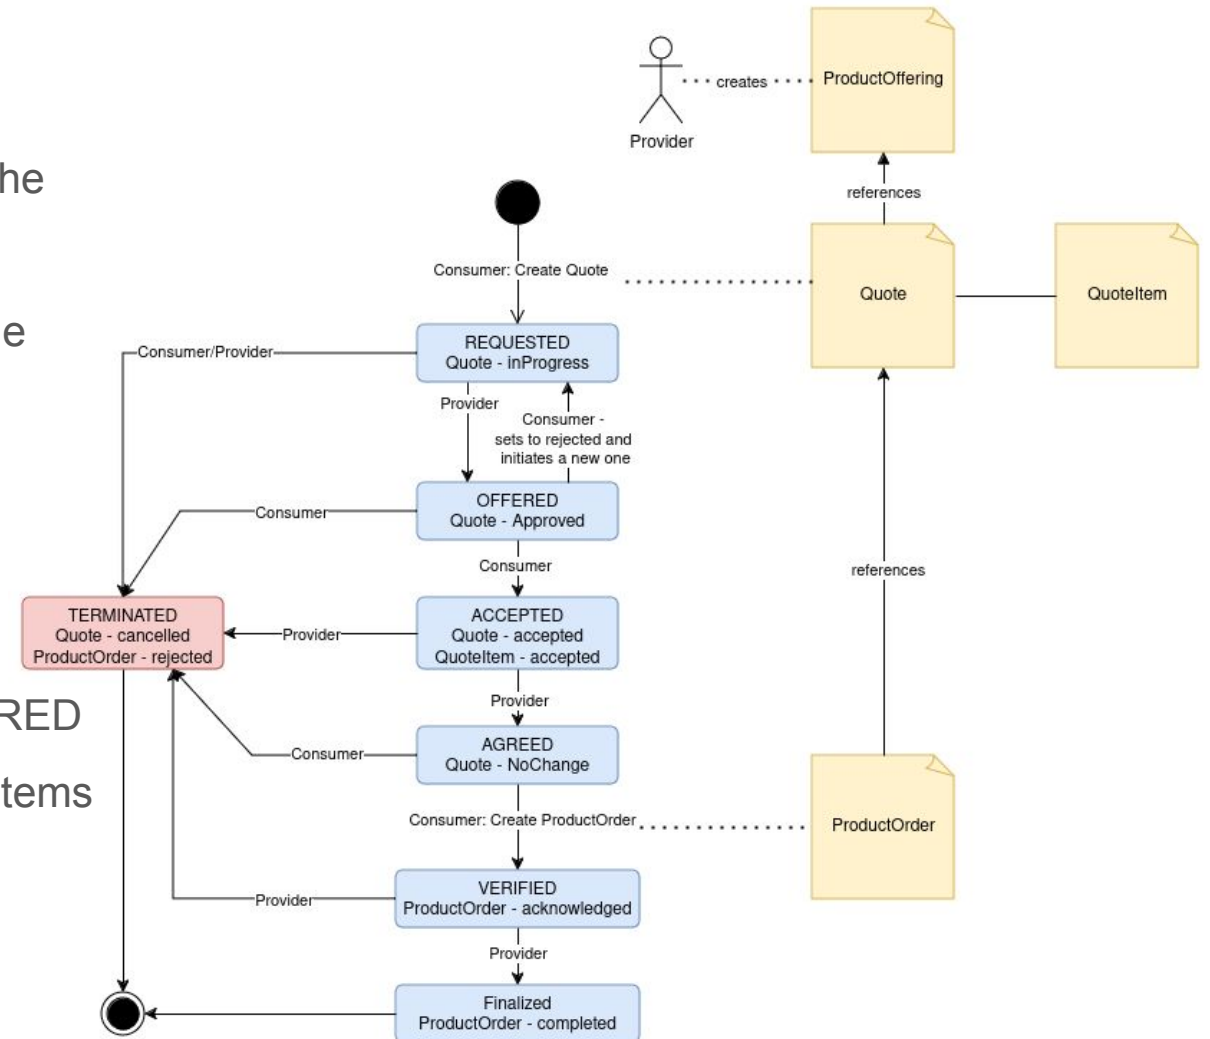 ProductOffering
creates
Provider
he
references
Consumer: Create Quote
Quote
QuoteItem
e
REQUESTED
Quote - inProgress
Consumer/Provider
Provider
Consumer -
sets to rejected and
initiates a new one
OFFERED
Quote - Approved
Consumer
Consumer
references
TERMINATED
Quote - cancelled
ProductOrder - rejected
Provider
ACCEPTED
Quote - accepted
QuoteItem - accepted
Provider
RED
AGREED
Quote - NoChange
Consumer
tems
Consumer: Create ProductOrder
ProductOrder
VERIFIED
ProductOrder - acknowledged
Provider
Provider
Finalized
ProductOrder - completed